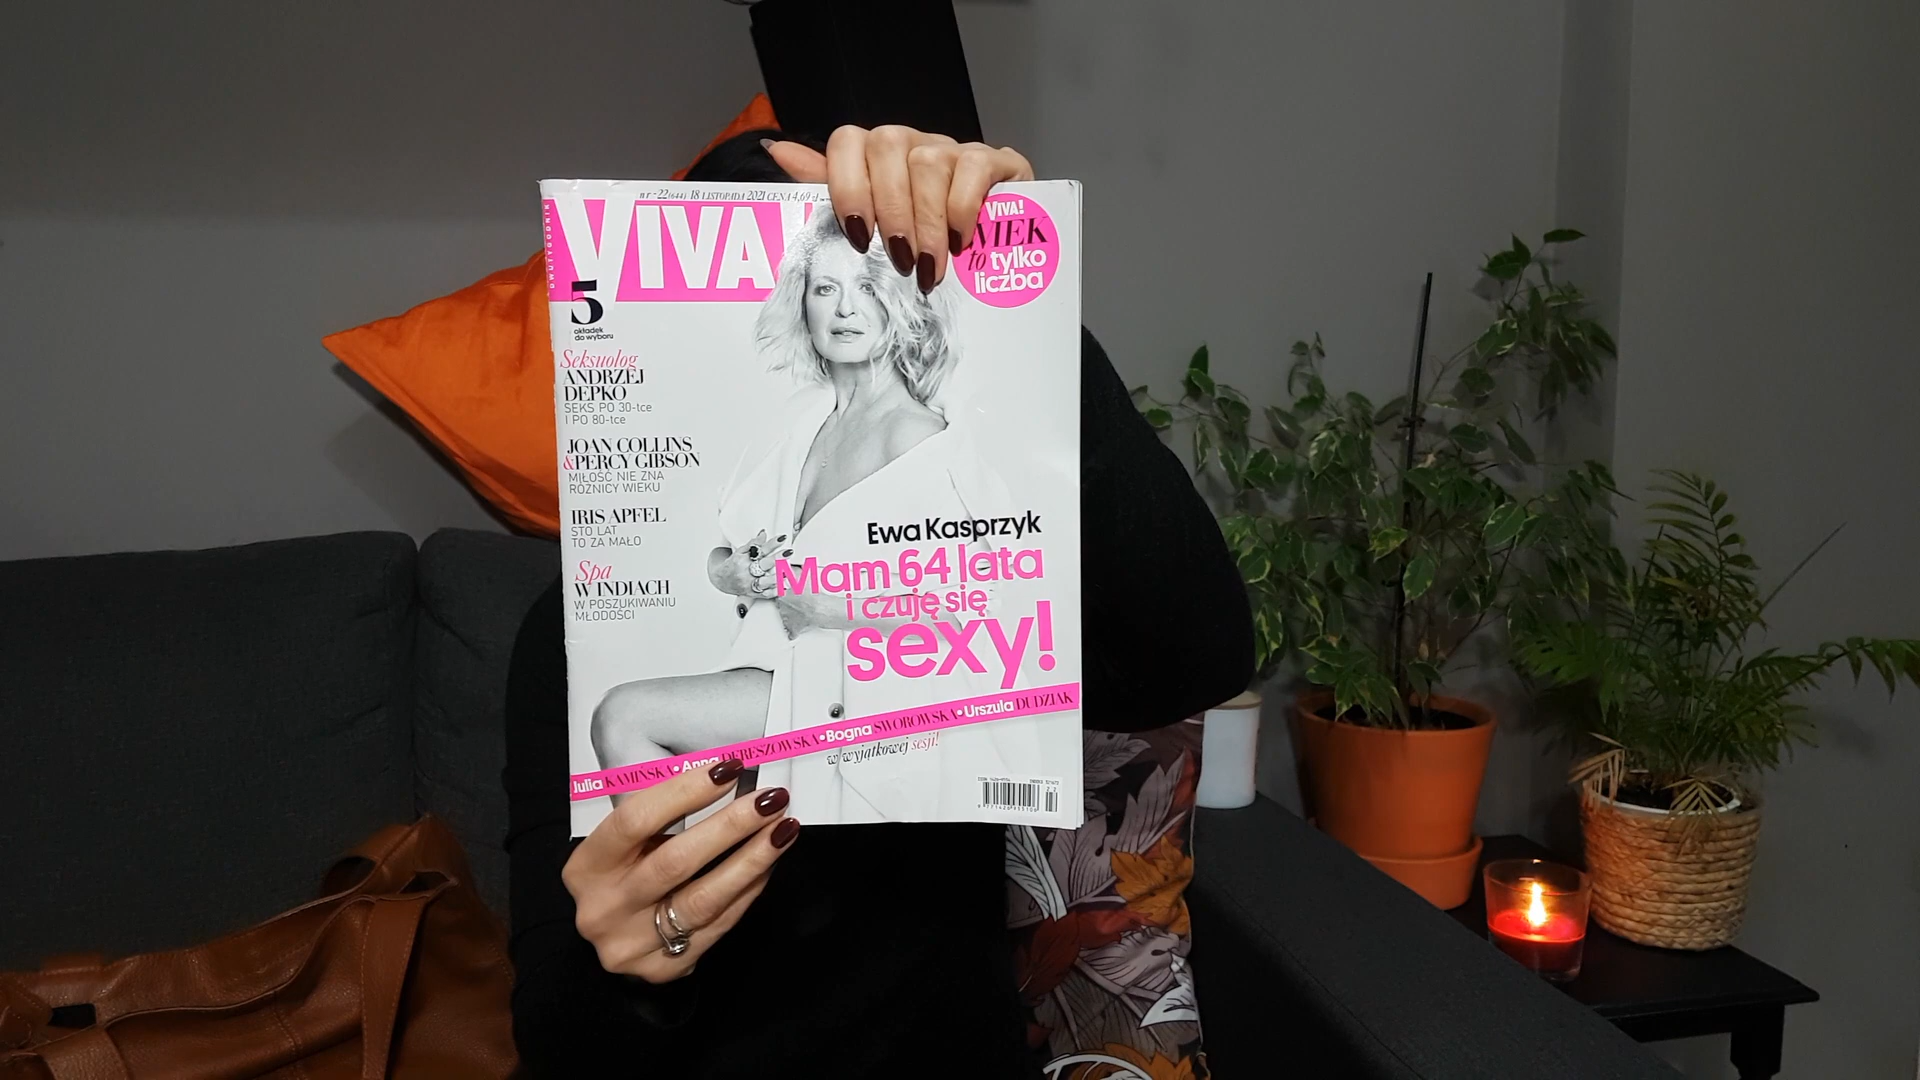 nr 22 (644) 18 LISTOPADA 2021 CENA 4,69 zł
DWUTYGODNIK
VIVA!
VIVA!
WIEK
to tylko
liczba
5
okładek
do wyboru
Seksuolog
ANDRZEJ
DEPKO
SEKS PO 30-tce
I PO 80-tce
JOAN COLLINS
&PERCY GIBSON
MIŁOŚĆ NIE ZNA
RÓŻNICY WIEKU
IRIS APFEL
STO LAT
TO ZA MAŁO
Spa
W INDIACH
W POSZUKIWANIU
MŁODOŚCI
Ewa Kasprzyk
Mam 64 lata
i czuję się
sexy!
Julia KAMIŃSKA • Anna DERESZOWSKA • Bogna SWOROWSKA • Urszula DUDZIAK
w wyjątkowej sesji!